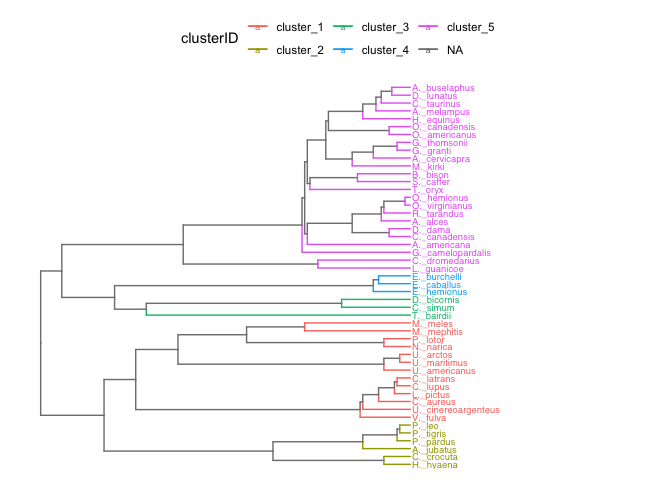 clusterID
cluster_1 cluster_3 cluster_5
cluster_2 cluster_4 NA
A._buselaphus
D._lunatus
C._taurinus
A._melampus
H._equinus
O._canadensis
O._americanus
G._thomsonii
G._granti
A._cervicapra
M._kirki
B._bison
S._caffer
T._oryx
O._hemionus
O._virginianus
R._tarandus
A._alces
D._dama
C._canadensis
A._americana
G._camelopardalis
C._dromedarius
L._guanicoe
E._burchelli
E._caballus
E._hemionus
D._bicornis
C._simum
T._bairdii
M._meles
M._mephitis
P._lotor
N._narica
U._arctos
U._maritimus
U._americanus
C._latrans
C._lupus
L._pictus
C._aureus
U._cinereoargenteus
V._fulva
P._leo
P._tigris
P._pardus
A._jubatus
C._crocuta
H._hyaena